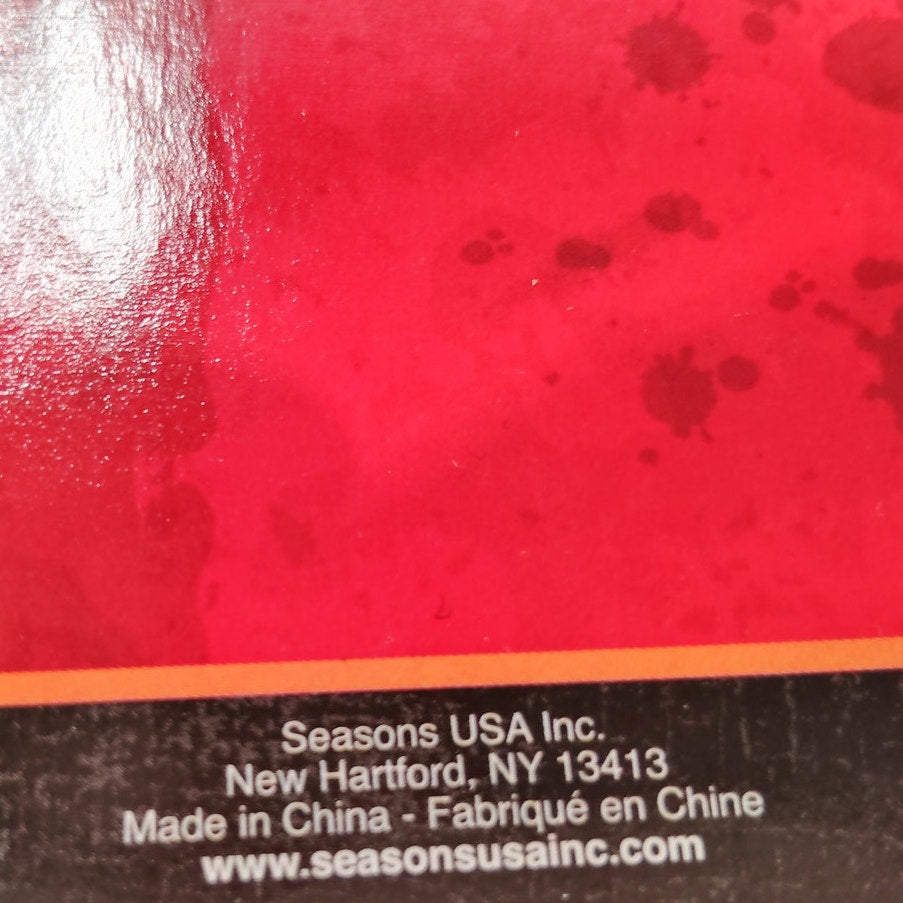 Seasons USA Inc.
New Hartford, NY 13413
Made in China - Fabriqué en Chine
www.seasonsusainc.com